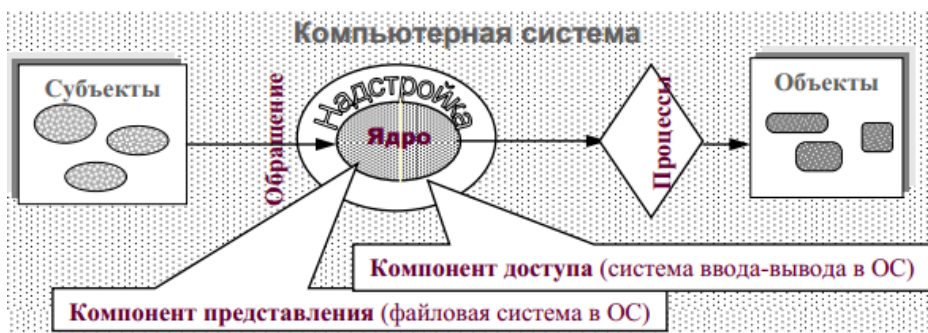 Компьютерная система
Субъекты
Обращение
Надстройка
Ядро
Процессы
Объекты
Компонент доступа (система ввода-вывода в ОС)
Компонент представления (файловая система в ОС)